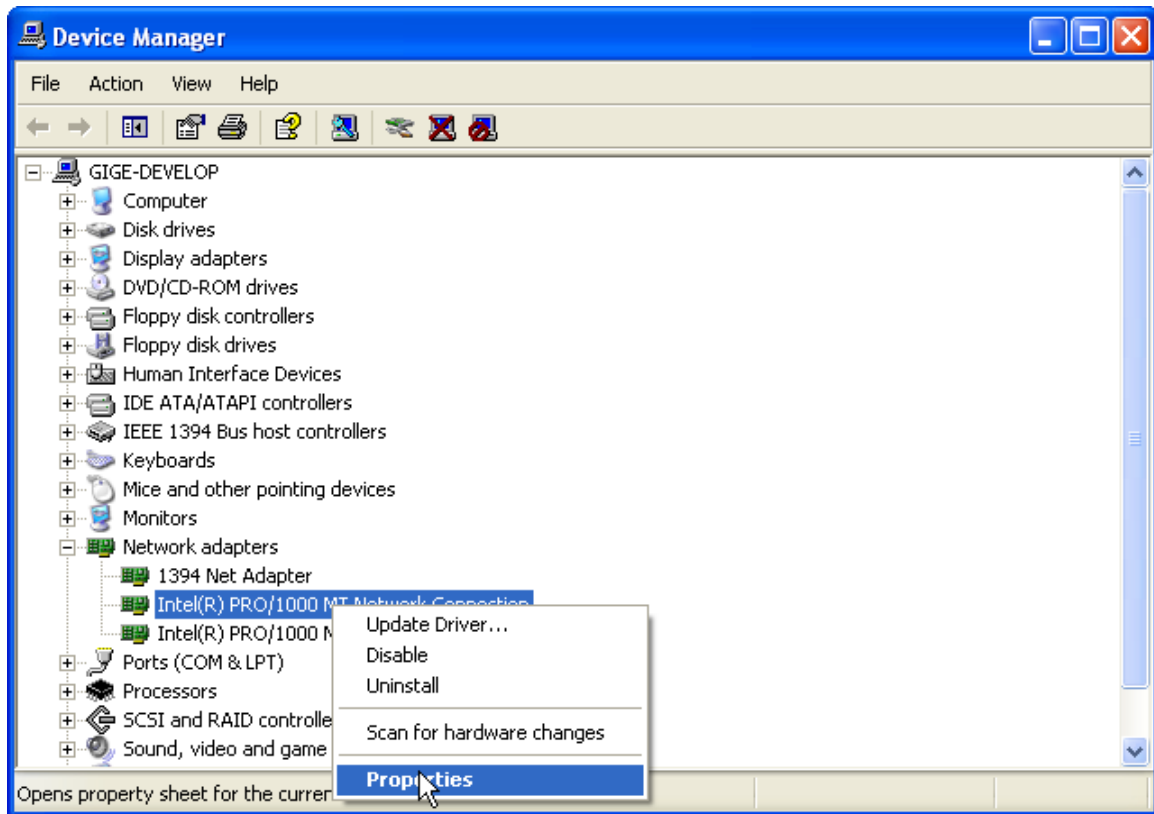 Device Manager
File Action View Help
GIGE-DEVELOP
Computer
Disk drives
Display adapters
DVD/CD-ROM drives
Floppy disk controllers
Floppy disk drives
Human Interface Devices
IDE ATA/ATAPI controllers
IEEE 1394 Bus host controllers
Keyboards
Mice and other pointing devices
Monitors
Network adapters
1394 Net Adapter
Intel(R) PRO/1000 MT Network Connection
Intel(R) PRO/1000 M
Ports (COM & LPT)
Processors
SCSI and RAID controlle
Sound, video and game
Update Driver...
Disable
Uninstall
Scan for hardware changes
Properties
Opens property sheet for the curren